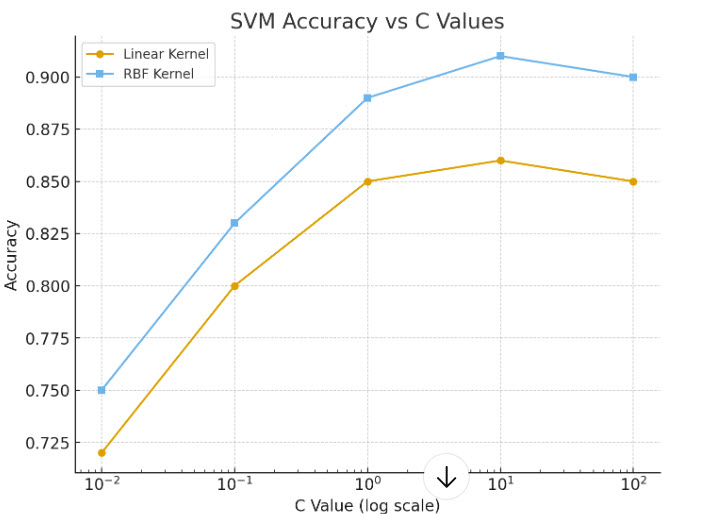 SVM Accuracy vs C Values
Linear Kernel
RBF Kernel
0.900
0.875
0.850
0.825
0.800
0.775
0.750
0.725
Accuracy
10⁻² 10⁻¹ 10⁰ 10¹ 10²
C Value (log scale)